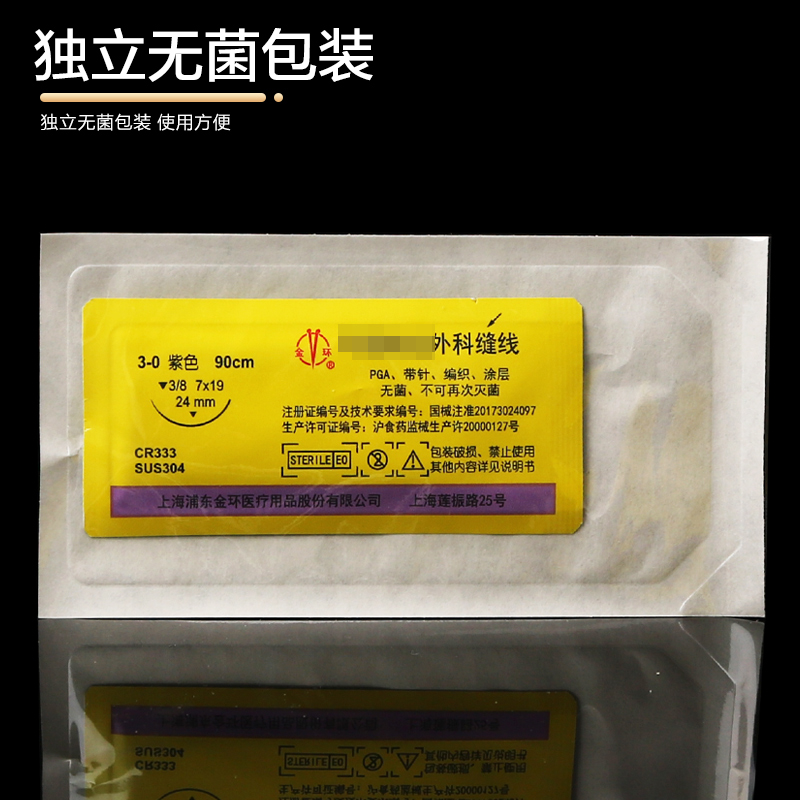 独立无菌包装
独立无菌包装 使用方便
3-0 紫色 90cm
▼3/8 7x19
24 mm
CR333
SUS304
金环®
外科缝线
PGA、带针、编织、涂层
无菌、不可再次灭菌
注册证编号及技术要求编号：国械注准20173024097
生产许可证编号：沪食药监械生产许20000127号
STERILE EO
2
包装破损、禁止使用
其他内容详见说明书
上海浦东金环医疗用品股份有限公司 上海莲振路25号